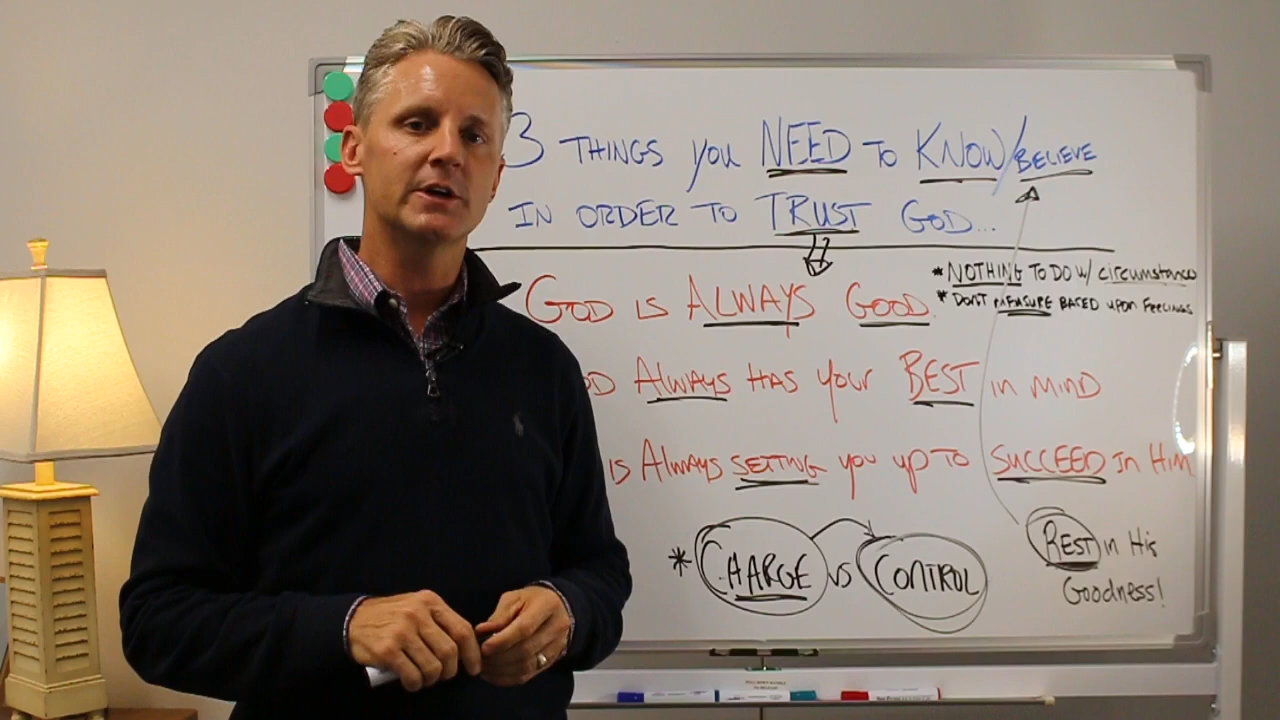 3 THINGS YOU NEED TO KNOW/BELIEVE
IN ORDER TO TRUST GOD...
* NOTHING TO DO W/ CIRCUMSTANCE
* DON'T MEASURE BASED UPON FEELINGS
GOD IS ALWAYS GOOD.
OD ALWAYS HAS YOUR BEST IN MIND
IS ALWAYS SETTING YOU UP TO SUCCEED IN HIM
* CHARGE VS CONTROL
REST IN HIS
GOODNESS!